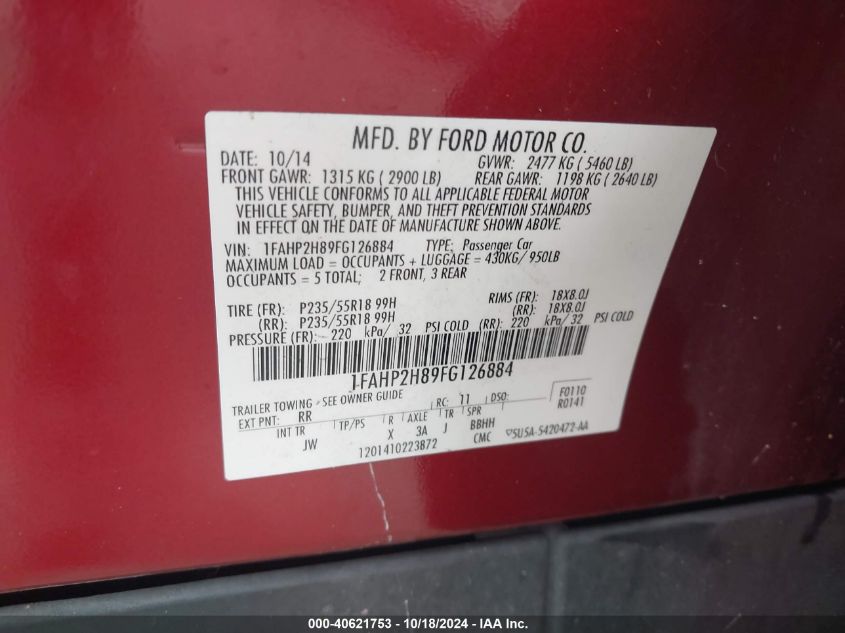 MFD. BY FORD MOTOR CO.
DATE: 10/14 GVWR: 2477 KG ( 5460 LB)
FRONT GAWR: 1315 KG ( 2900 LB) REAR GAWR: 1198 KG ( 2640 LB)
THIS VEHICLE CONFORMS TO ALL APPLICABLE FEDERAL MOTOR
VEHICLE SAFETY, BUMPER, AND THEFT PREVENTION STANDARDS
IN EFFECT ON THE DATE OF MANUFACTURE SHOWN ABOVE.
VIN: 1FAHP2H89FG126884 TYPE: Passenger Car
MAXIMUM LOAD = OCCUPANTS + LUGGAGE = 430KG/ 950LB
OCCUPANTS = 5 TOTAL; 2 FRONT, 3 REAR
TIRE (FR): P235/55R18 99H RIMS (FR): 18X8.0J
(RR): P235/55R18 99H (RR): 18X8.0J
PRESSURE (FR): 220 kPa/ 32 PSI COLD (RR): 220 kPa/ 32 PSI COLD
1FAHP2H89FG126884
TRAILER TOWING - SEE OWNER GUIDE
EXT PNT: RR RC: 11 DSO: F0110
R0141
INT TR TP/PS R AXLE TR SPR
JW X 3A J BBHH
1201410223872 CMC 5U5A-5420472-AA
000-40621753 - 10/18/2024 - IAA Inc.